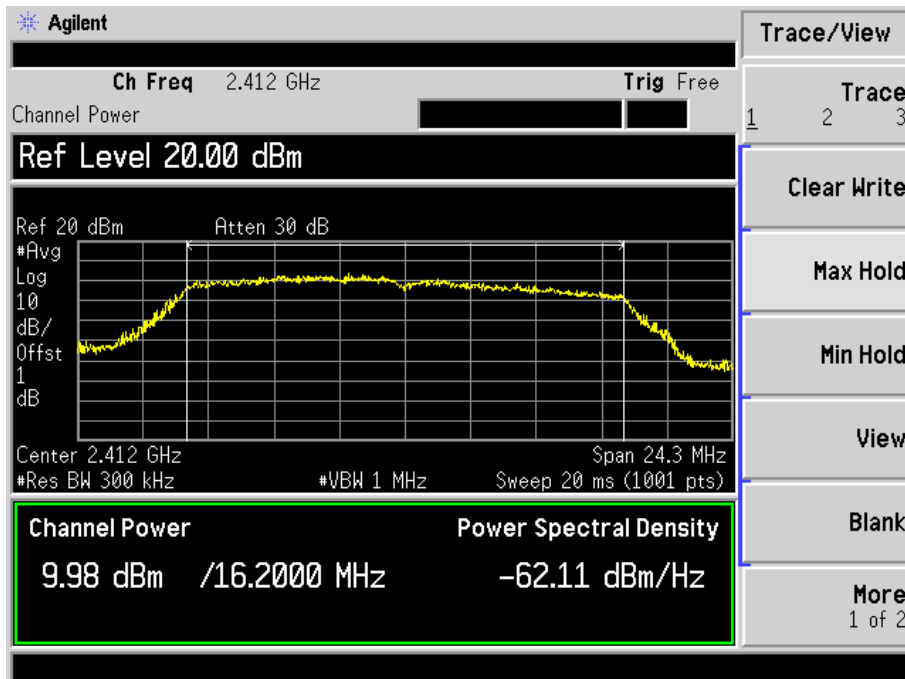 Agilent
Trace/View
Ch Freq 2.412 GHz Trig Free
Channel Power
Trace
1 2 3
Ref Level 20.00 dBm
Clear Write
Ref 20 dBm Atten 30 dB
#Avg
Log
10
dB/
Offst
1
dB
Max Hold
Min Hold
Center 2.412 GHz Span 24.3 MHz
#Res BW 300 kHz #VBW 1 MHz Sweep 20 ms (1001 pts)
View
Channel Power Power Spectral Density
9.98 dBm /16.2000 MHz -62.11 dBm/Hz
Blank
More
1 of 2